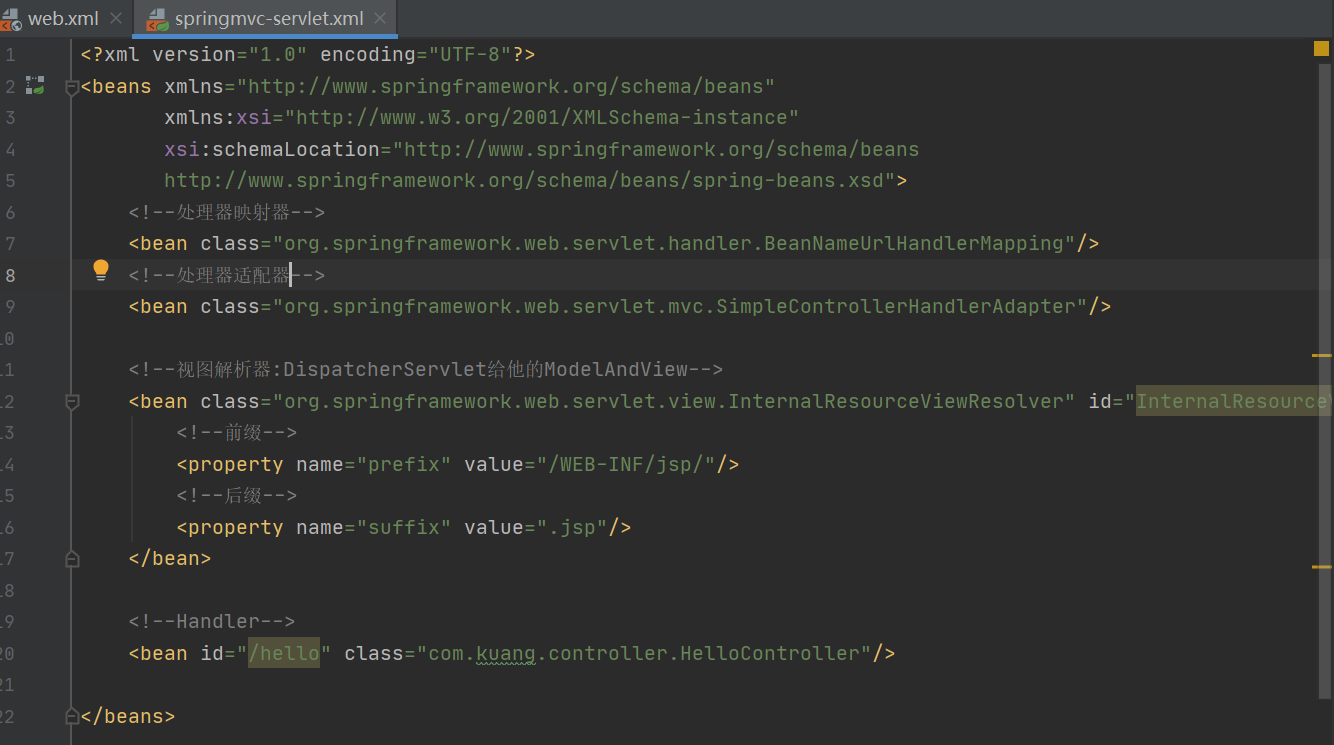 web.xml springmvc-servlet.xml
1 <?xml version="1.0" encoding="UTF-8"?>
2 <beans xmlns="http://www.springframework.org/schema/beans"
3 xmlns:xsi="http://www.w3.org/2001/XMLSchema-instance"
4 xsi:schemaLocation="http://www.springframework.org/schema/beans
5 http://www.springframework.org/schema/beans/spring-beans.xsd">
6 <!--处理器映射器-->
7 <bean class="org.springframework.web.servlet.handler.BeanNameUrlHandlerMapping"/>
8 <!--处理器适配器-->
9 <bean class="org.springframework.web.servlet.mvc.SimpleControllerHandlerAdapter"/>
10
11 <!--视图解析器:DispatcherServlet给他的ModelAndView-->
12 <bean class="org.springframework.web.servlet.view.InternalResourceViewResolver" id="InternalResource
13 <!--前缀-->
14 <property name="prefix" value="/WEB-INF/jsp/"/>
15 <!--后缀-->
16 <property name="suffix" value=".jsp"/>
17 </bean>
18
19 <!--Handler-->
20 <bean id="/hello" class="com.kuang.controller.HelloController"/>
21
22 </beans>